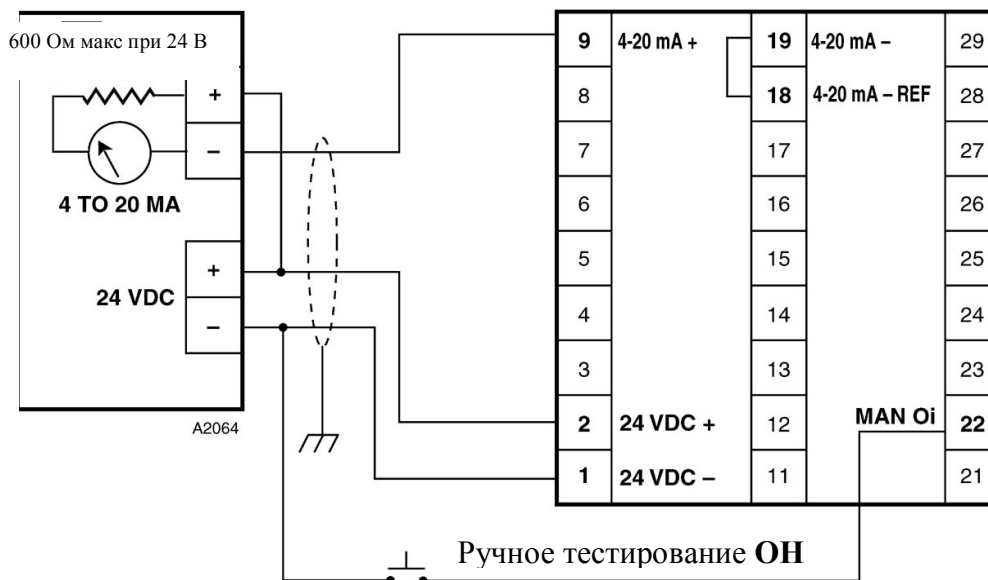 600 Ом макс при 24 В
+
−
4 TO 20 MA
+
24 VDC
−
A2064
9 4-20 mA + 19 4-20 mA – 29
8 18 4-20 mA – REF 28
7 17 27
6 16 26
5 15 25
4 14 24
3 13 23
2 24 VDC + 12 MAN Oi 22
1 24 VDC – 11 21
Ручное тестирование ОН